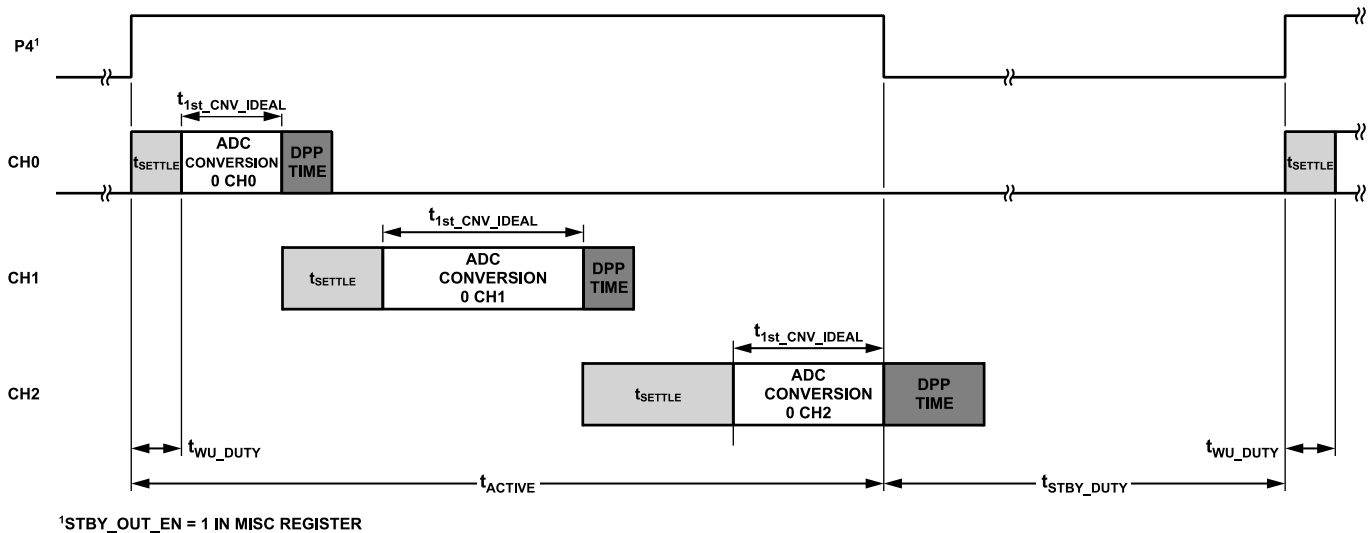 P4¹
t1st_CNV_IDEAL
CH0
tSETTLE
ADC
CONVERSION
0 CH0
DPP
TIME
tSETTLE
t1st_CNV_IDEAL
CH1
tSETTLE
ADC
CONVERSION
0 CH1
DPP
TIME
t1st_CNV_IDEAL
CH2
tSETTLE
ADC
CONVERSION
0 CH2
DPP
TIME
tWU_DUTY
tWU_DUTY
tACTIVE
tSTBY_DUTY
¹STBY_OUT_EN = 1 IN MISC REGISTER